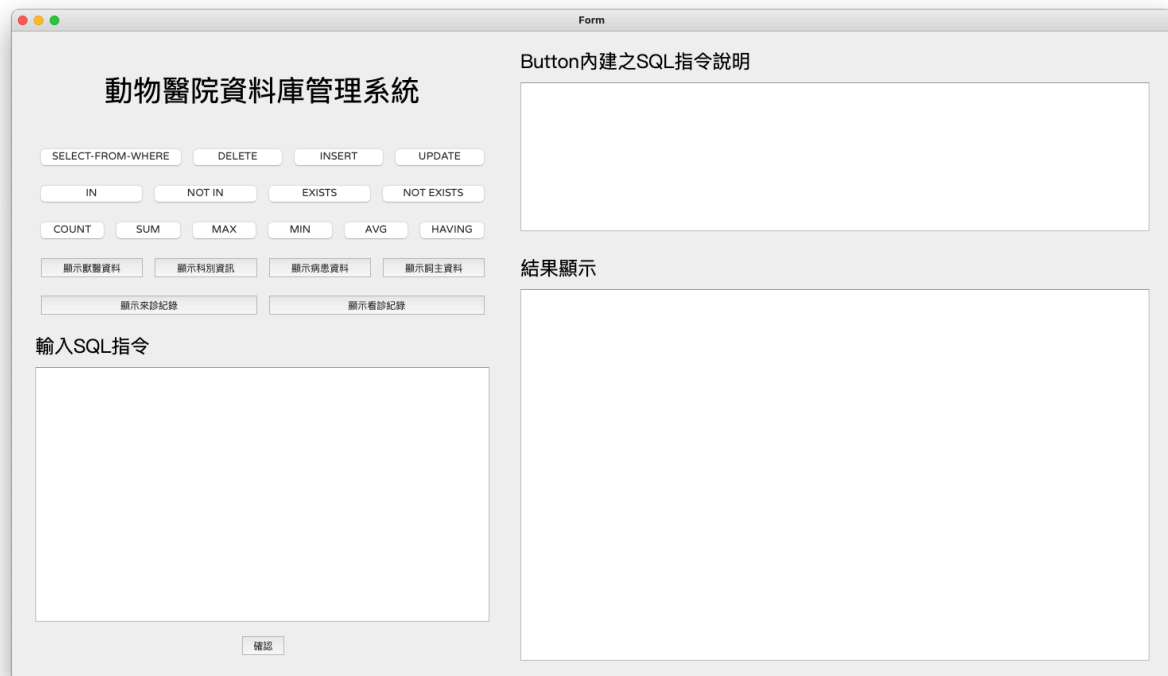 Form
動物醫院資料庫管理系統
SELECT-FROM-WHERE DELETE INSERT UPDATE
IN NOT IN EXISTS NOT EXISTS
COUNT SUM MAX MIN AVG HAVING
顯示獸醫資料 顯示科別資訊 顯示病患資料 顯示飼主資料
顯示來診紀錄 顯示看診紀錄
輸入SQL指令
確認
Button內建之SQL指令說明
結果顯示